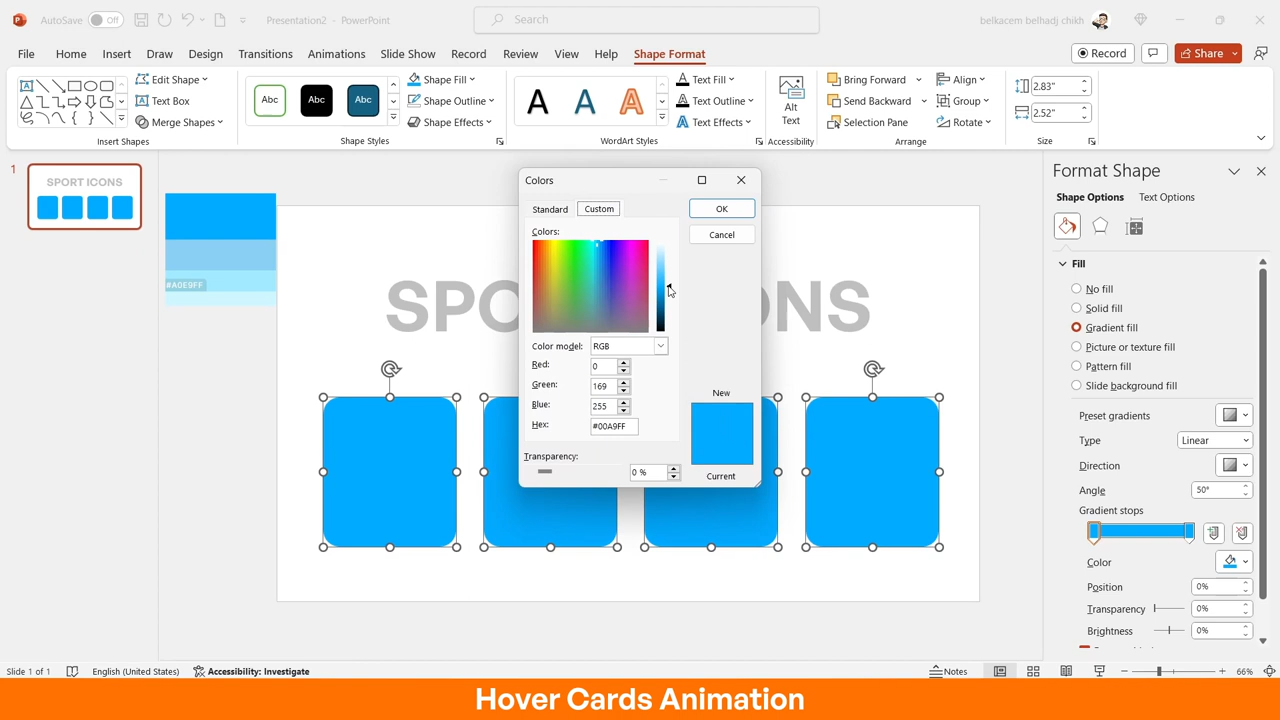 AutoSave Off Presentation2 - PowerPoint Search belkacem belhadj chikh
File Home Insert Draw Design Transitions Animations Slide Show Record Review View Help Shape Format Record Share
Edit Shape
Text Box
Merge Shapes
Insert Shapes
Abc Abc Abc
Shape Fill
Shape Outline
Shape Effects
Shape Styles
A A A
Text Fill
Text Outline
Text Effects
WordArt Styles
Alt
Text
Accessibility
Bring Forward
Send Backward
Selection Pane
Align
Group
Rotate
Arrange
2.83"
2.52"
Size
1
SPORT ICONS
#A0E9FF
SPO
ONS
Colors
Standard Custom
OK
Cancel
Colors:
Color model: RGB
Red: 0
Green: 169
Blue: 255
Hex: #00A9FF
Transparency:
0 %
New
Current
Format Shape
Shape Options Text Options
Fill
No fill
Solid fill
Gradient fill
Picture or texture fill
Pattern fill
Slide background fill
Preset gradients
Type Linear
Direction
Angle 50°
Gradient stops
Color
Position 0%
Transparency 0%
Brightness 0%
Slide 1 of 1 English (United States) Accessibility: Investigate Notes 66%
Hover Cards Animation